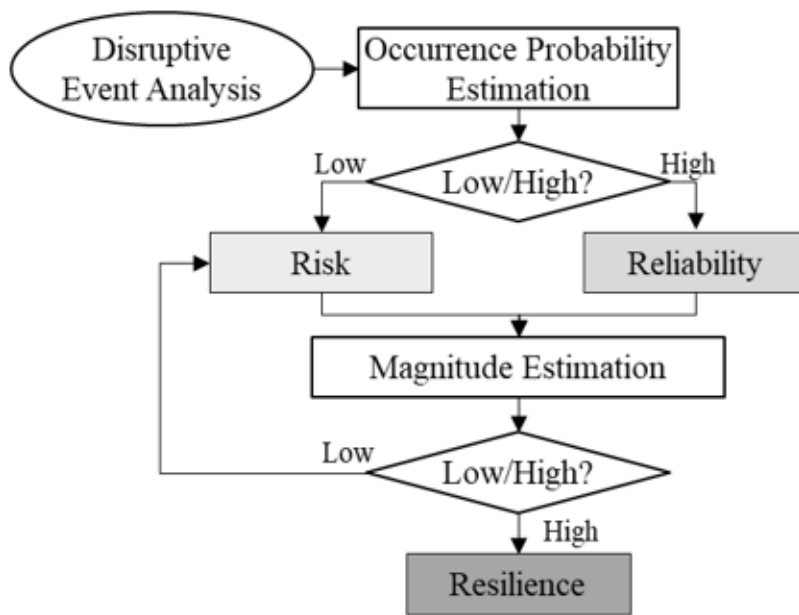 Disruptive
Event Analysis
Occurrence Probability
Estimation
Low
High
Low/High?
Risk
Reliability
Magnitude Estimation
Low
Low/High?
High
Resilience